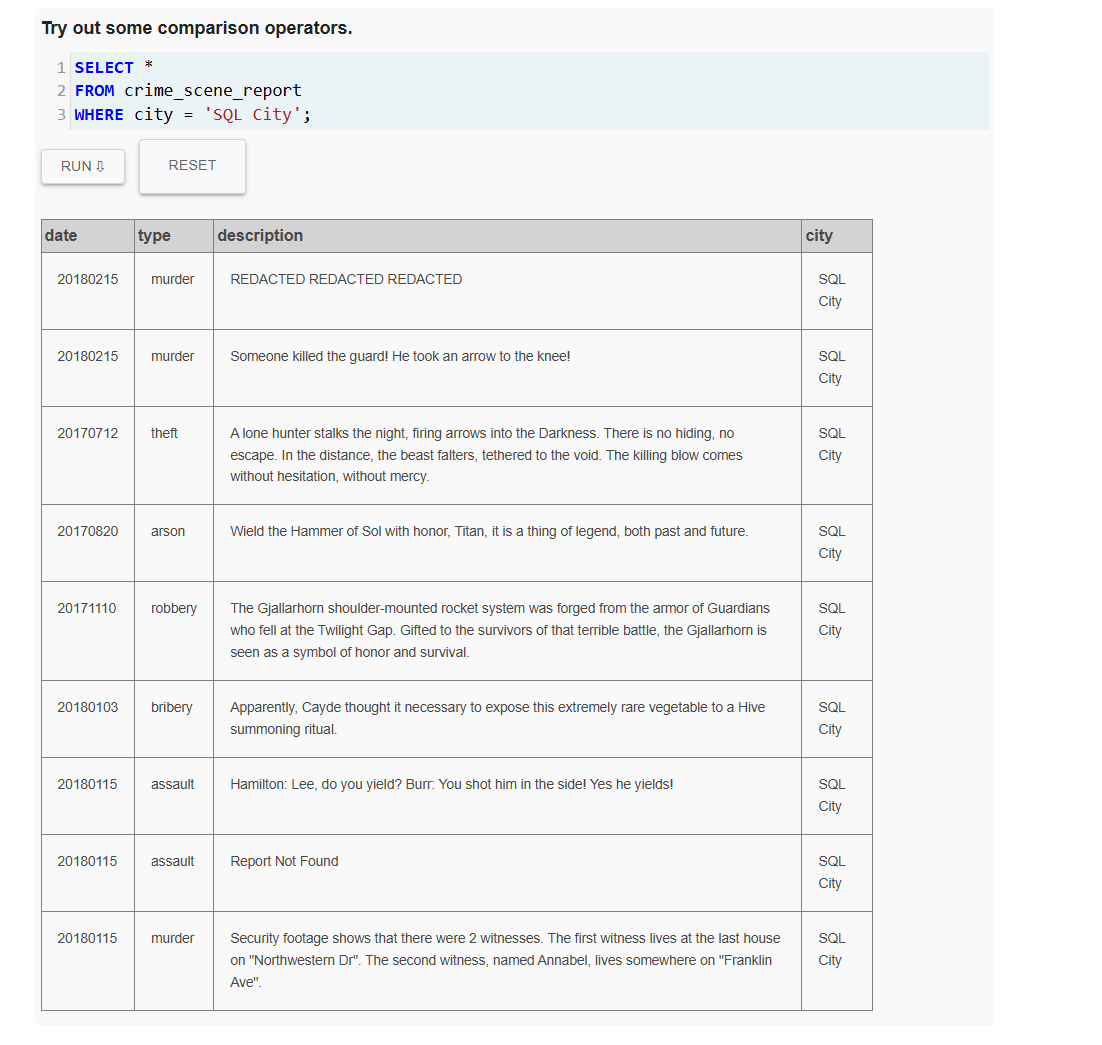 Try out some comparison operators.
1 SELECT *
2 FROM crime_scene_report
3 WHERE city = 'SQL City';
RUN ⇩ RESET
date type description city
20180215 murder REDACTED REDACTED REDACTED SQL
City
20180215 murder Someone killed the guard! He took an arrow to the knee! SQL
City
20170712 theft A lone hunter stalks the night, firing arrows into the Darkness. There is no hiding, no SQL
escape. In the distance, the beast falters, tethered to the void. The killing blow comes City
without hesitation, without mercy.
20170820 arson Wield the Hammer of Sol with honor, Titan, it is a thing of legend, both past and future. SQL
City
20171110 robbery The Gjallarhorn shoulder-mounted rocket system was forged from the armor of Guardians SQL
who fell at the Twilight Gap. Gifted to the survivors of that terrible battle, the Gjallarhorn is City
seen as a symbol of honor and survival.
20180103 bribery Apparently, Cayde thought it necessary to expose this extremely rare vegetable to a Hive SQL
summoning ritual. City
20180115 assault Hamilton: Lee, do you yield? Burr: You shot him in the side! Yes he yields! SQL
City
20180115 assault Report Not Found SQL
City
20180115 murder Security footage shows that there were 2 witnesses. The first witness lives at the last house SQL
on "Northwestern Dr". The second witness, named Annabel, lives somewhere on "Franklin City
Ave".